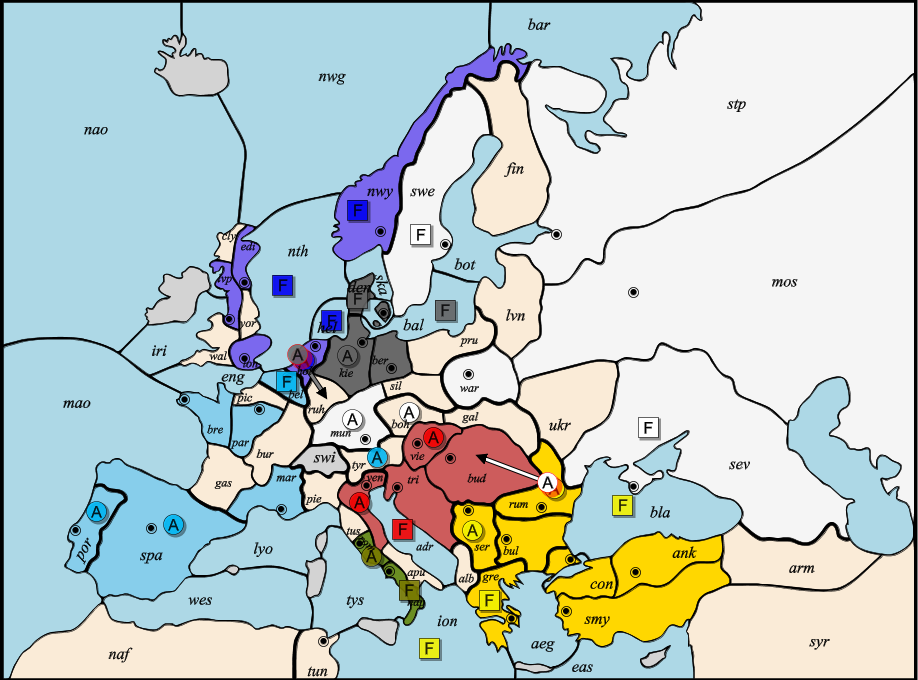 bar
nwg
stp
nao
fin
nwy
swe
F
F
cly
edi
nth
bot
mos
F
ska
den
F
lvp
F
F
bal
lvn
hel
yor
iri
wal
lon
pru
A
A
kie
ber
war
eng
F
bel
sil
mao
pic
ruh
A
A
gal
ukr
F
bre
par
mun
boh
A
bur
swi
A
tyr
vie
sev
gas
mar
ven
tri
bud
A
pie
A
rum
F
bla
A
A
F
A
tus
adr
ser
bul
ank
por
spa
lyo
A
apu
alb
gre
con
arm
F
F
wes
tys
ion
smy
syr
naf
F
aeg
eas
tun